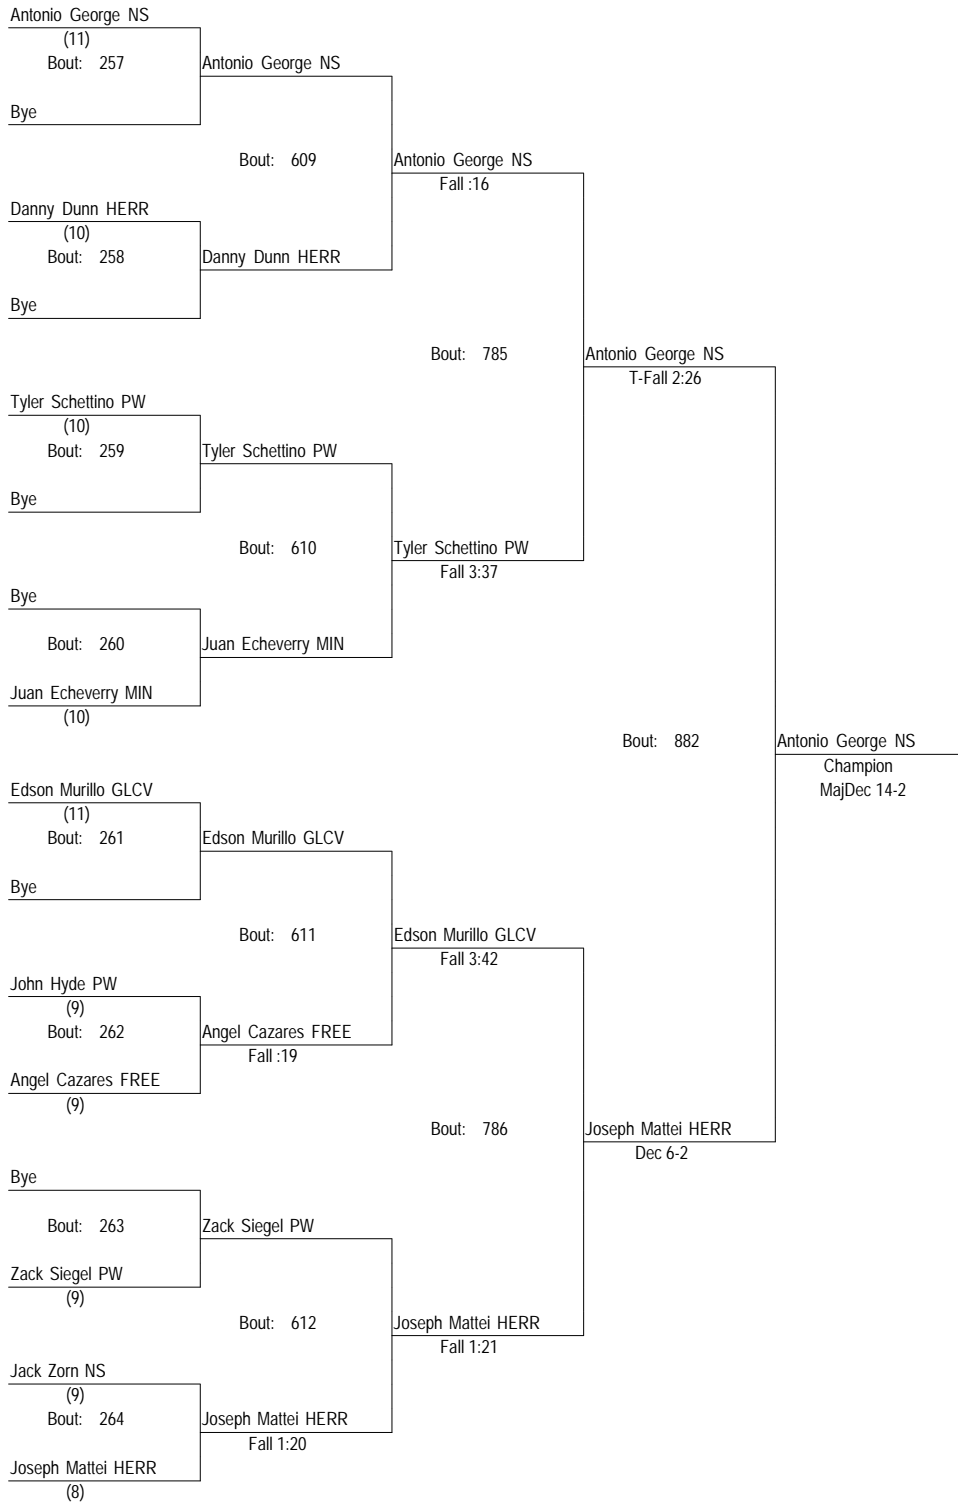 Antonio George NS
(11)
Bout: 257
Antonio George NS
Bye
Bout: 609
Antonio George NS
Fall :16
Danny Dunn HERR
(10)
Bout: 258
Danny Dunn HERR
Bye
Bout: 785
Antonio George NS
T-Fall 2:26
Tyler Schettino PW
(10)
Bout: 259
Tyler Schettino PW
Bye
Bout: 610
Tyler Schettino PW
Fall 3:37
Bye
Bout: 260
Juan Echeverry MIN
Juan Echeverry MIN
(10)
Bout: 882
Antonio George NS
Champion
MajDec 14-2
Edson Murillo GLCV
(11)
Bout: 261
Edson Murillo GLCV
Bye
Bout: 611
Edson Murillo GLCV
Fall 3:42
John Hyde PW
(9)
Bout: 262
Angel Cazares FREE
Fall :19
Angel Cazares FREE
(9)
Bout: 786
Joseph Mattei HERR
Dec 6-2
Bye
Bout: 263
Zack Siegel PW
Zack Siegel PW
(9)
Bout: 612
Joseph Mattei HERR
Fall 1:21
Jack Zorn NS
(9)
Bout: 264
Joseph Mattei HERR
Fall 1:20
Joseph Mattei HERR
(8)